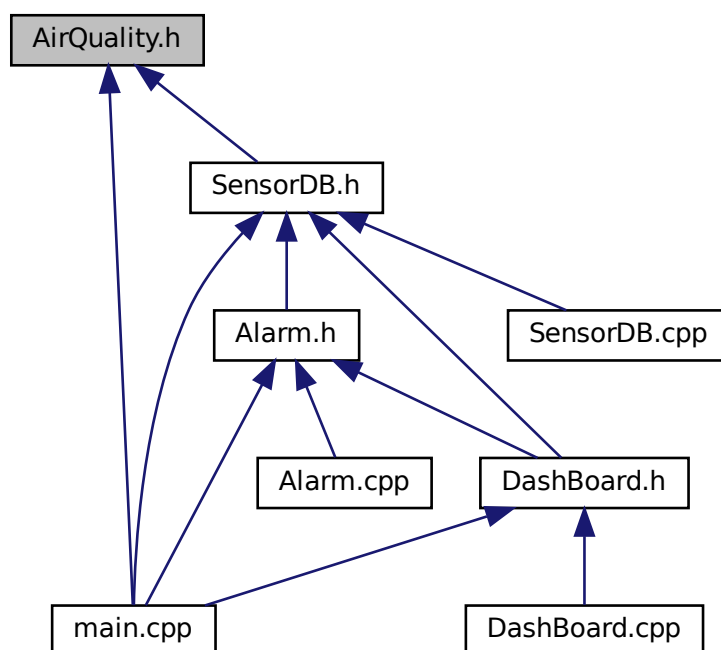 AirQuality.h
SensorDB.h
Alarm.h
SensorDB.cpp
Alarm.cpp
DashBoard.h
main.cpp
DashBoard.cpp